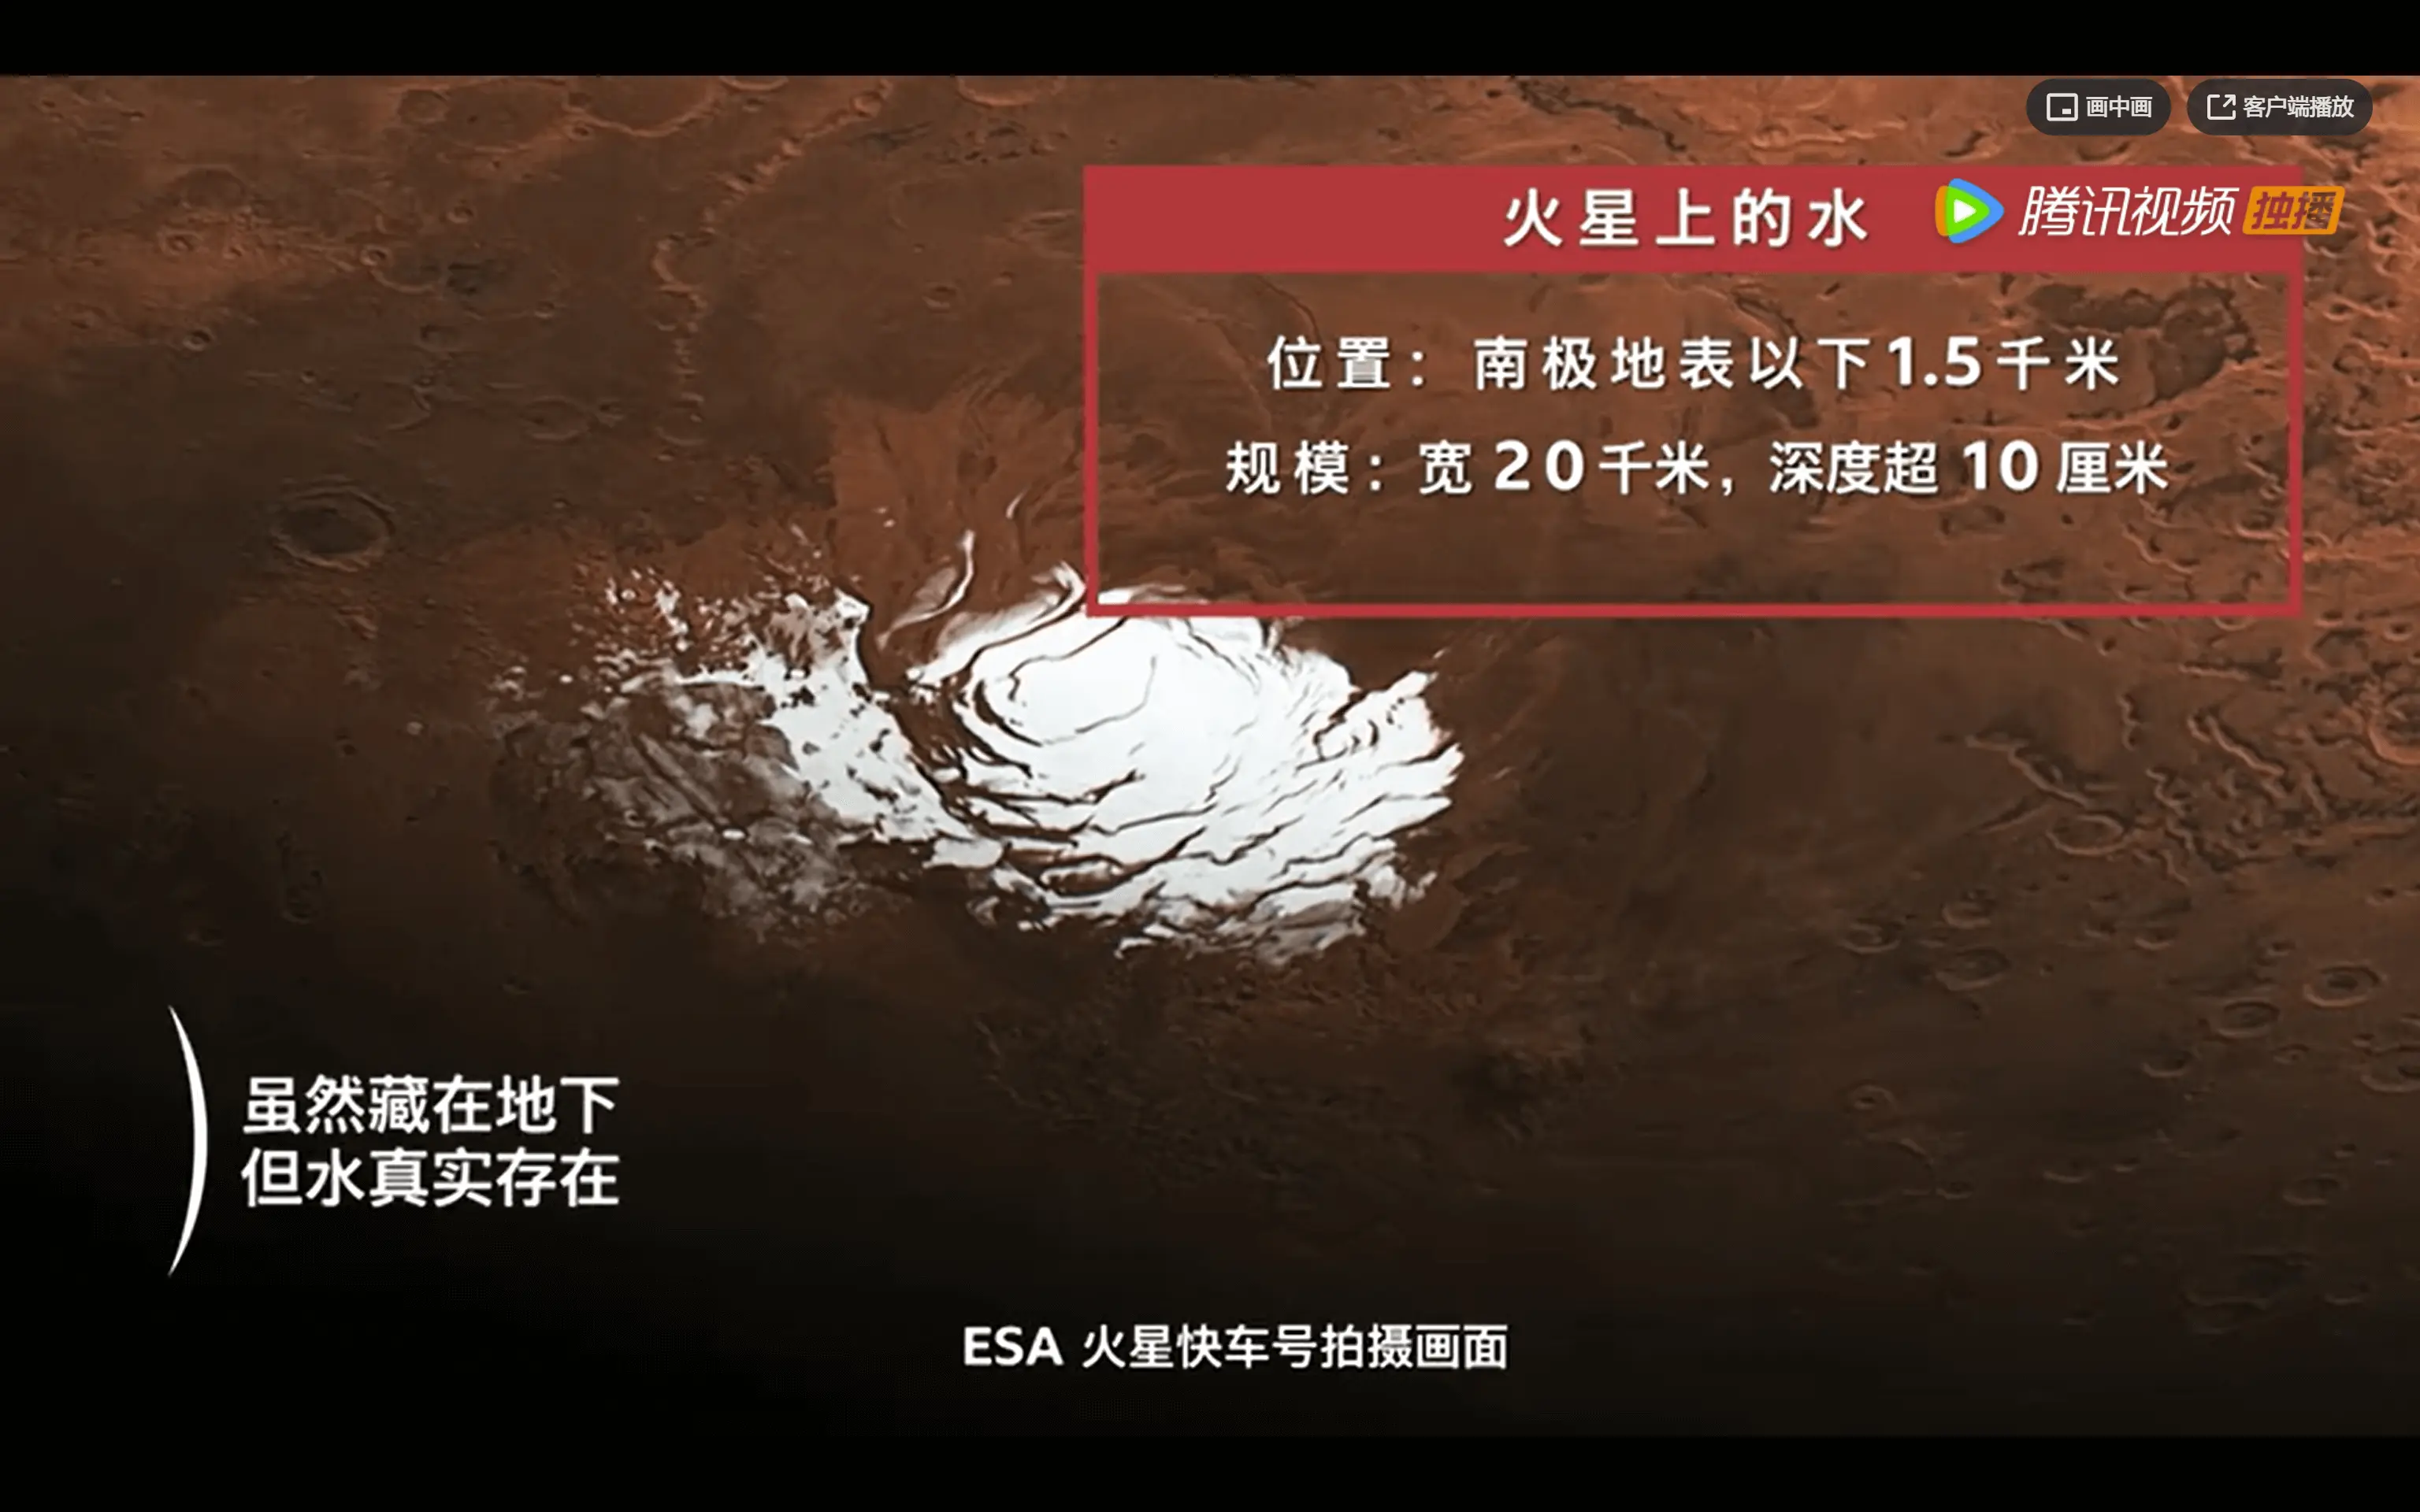 画中画 客户端播放
火星上的水 腾讯视频 独播
位置：南极地表以下1.5千米
规模：宽20千米，深度超10厘米
虽然藏在地下
但水真实存在
ESA 火星快车号拍摄画面